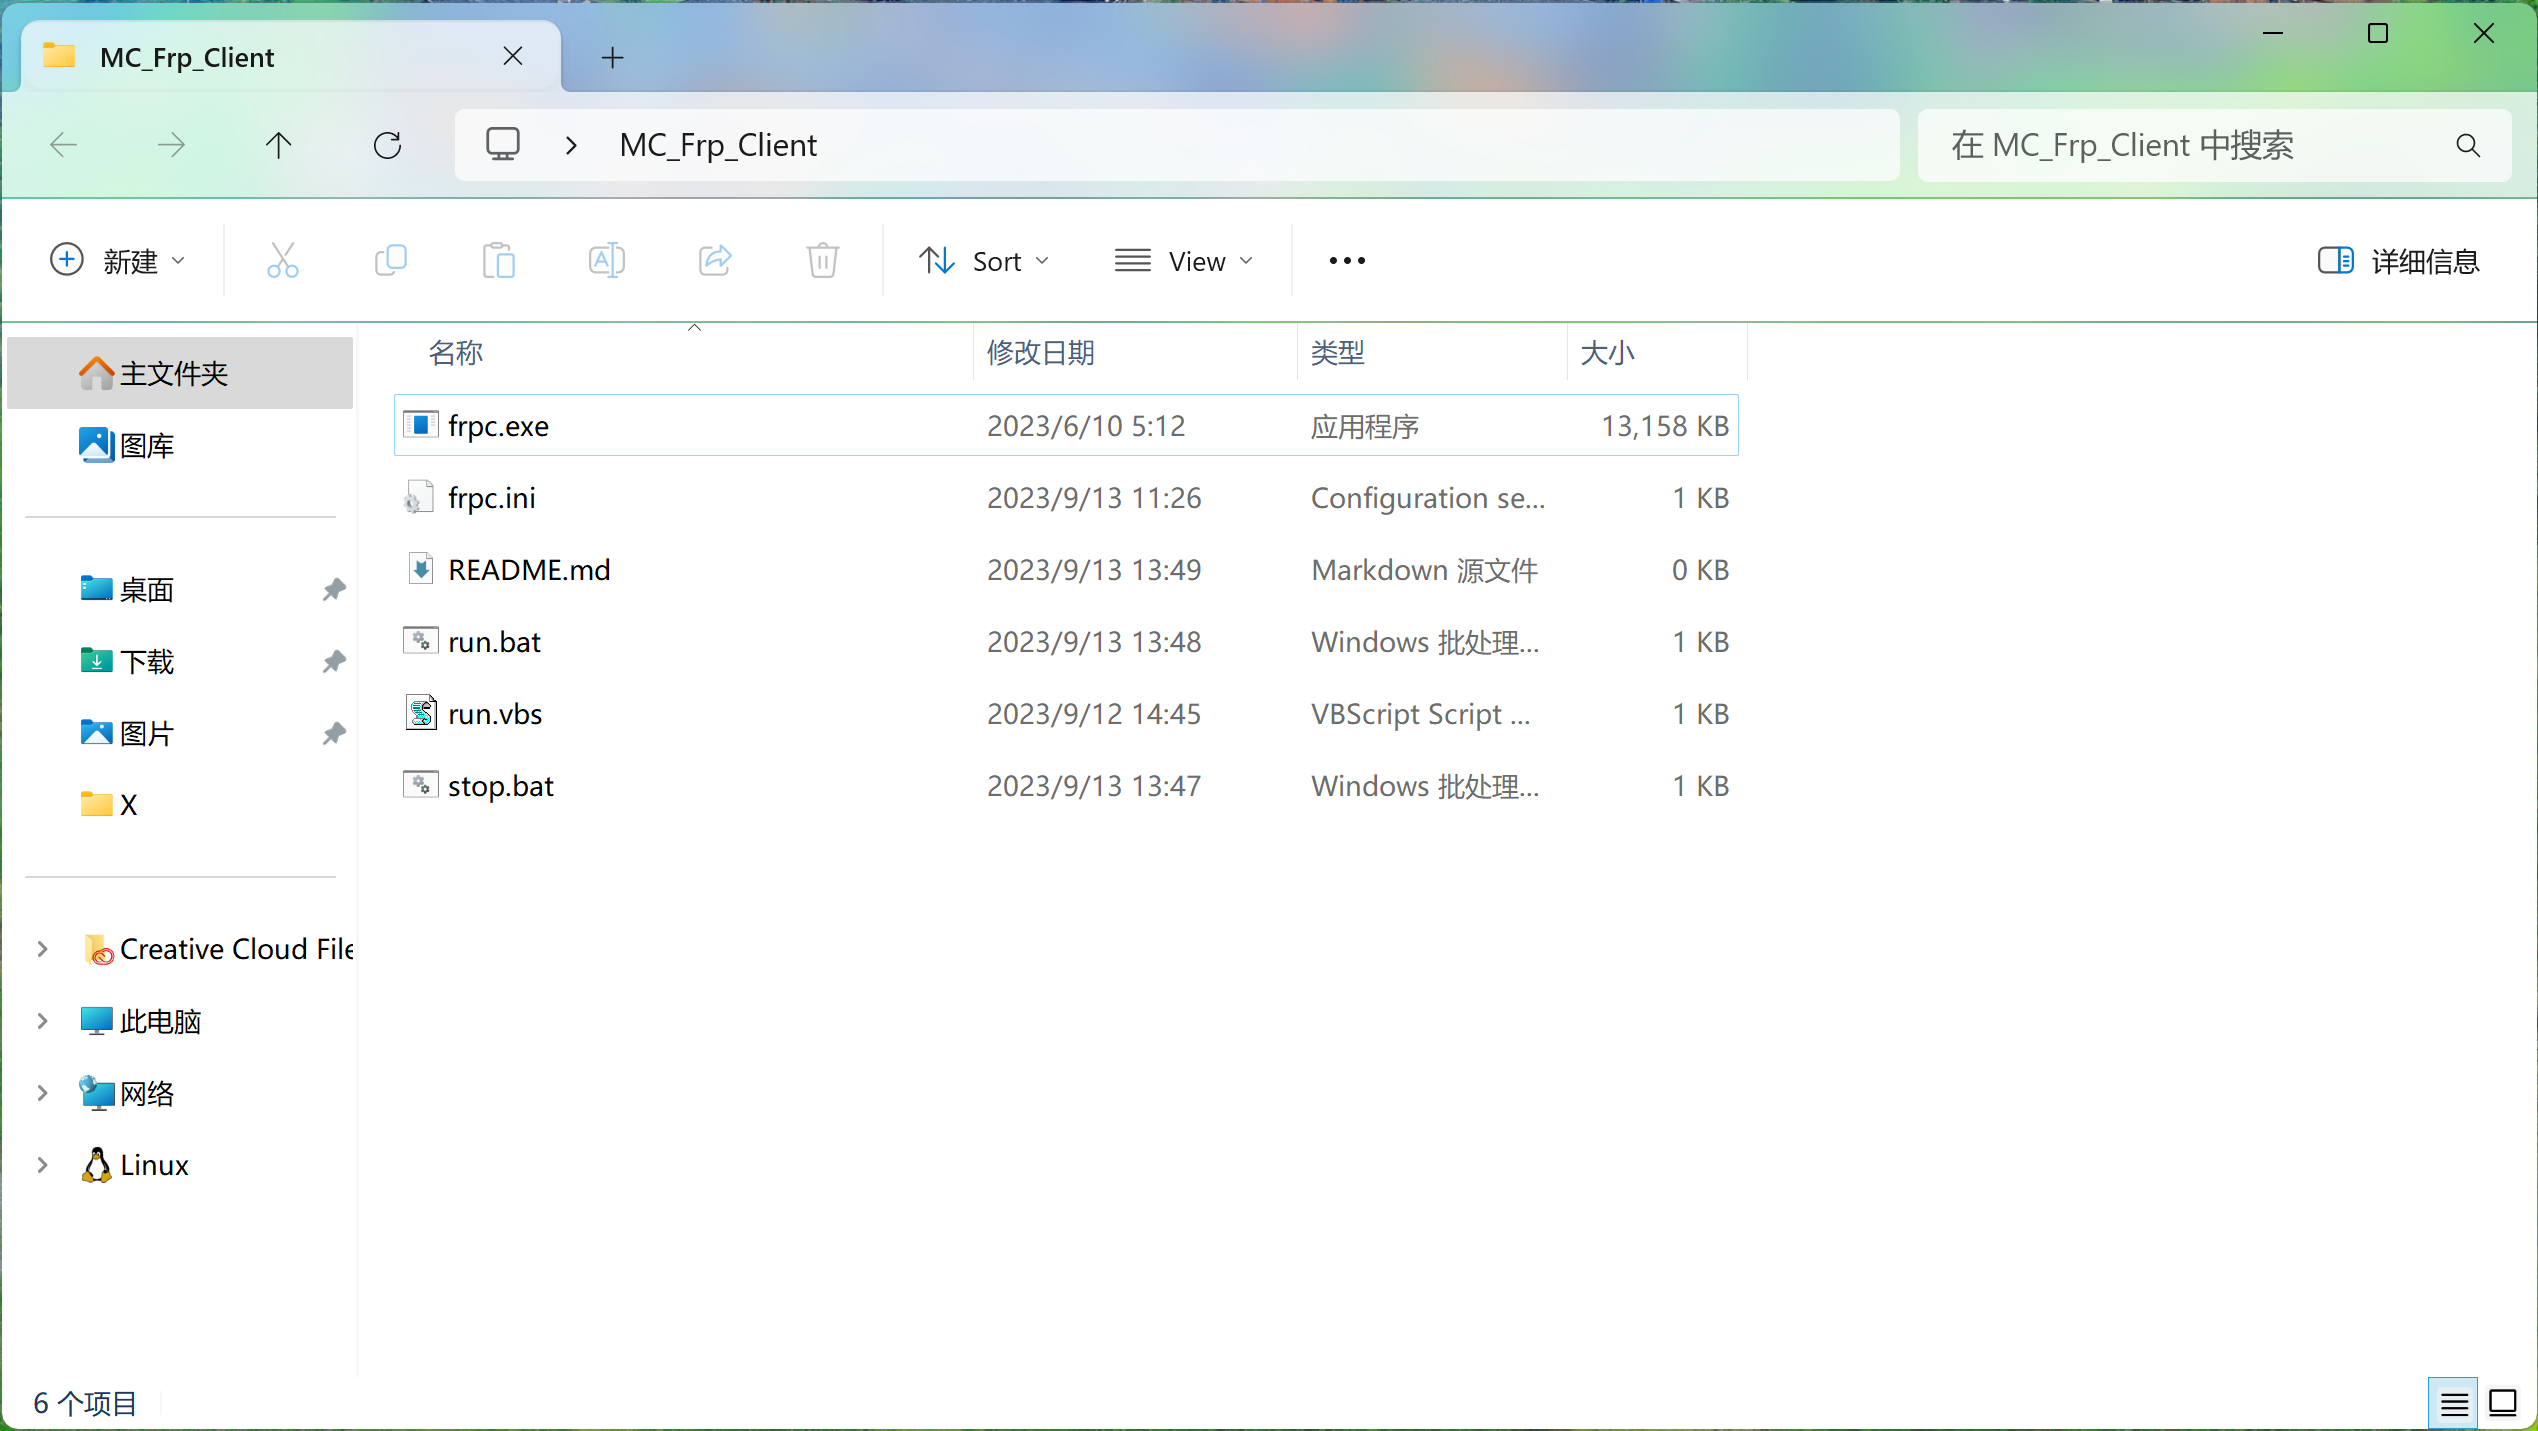 MC_Frp_Client
MC_Frp_Client
在 MC_Frp_Client 中搜索
新建
Sort
View
详细信息
主文件夹
图库
桌面
下载
图片
X
Creative Cloud File
此电脑
网络
Linux
名称 修改日期 类型 大小
frpc.exe 2023/6/10 5:12 应用程序 13,158 KB
frpc.ini 2023/9/13 11:26 Configuration se... 1 KB
README.md 2023/9/13 13:49 Markdown 源文件 0 KB
run.bat 2023/9/13 13:48 Windows 批处理... 1 KB
run.vbs 2023/9/12 14:45 VBScript Script ... 1 KB
stop.bat 2023/9/13 13:47 Windows 批处理... 1 KB
6 个项目